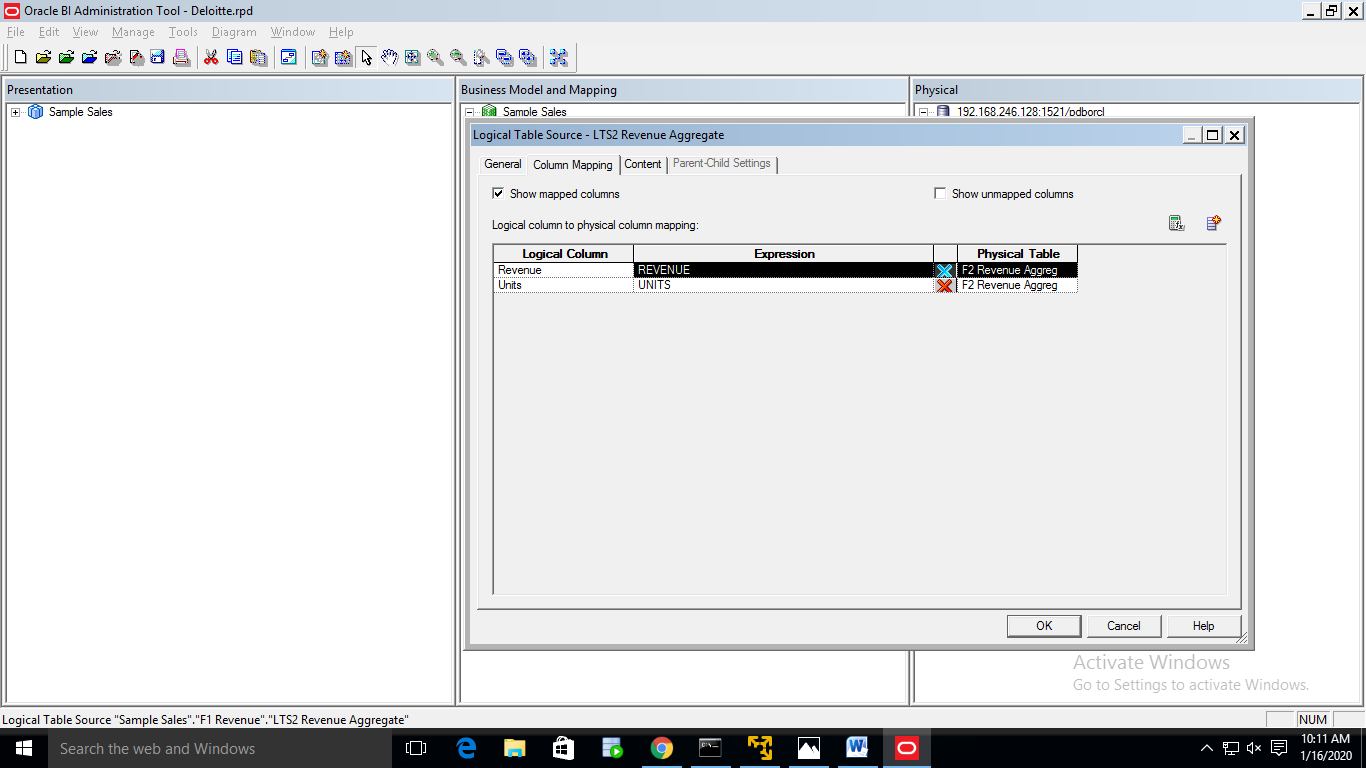 Oracle BI Administration Tool - Deloitte.rpd
File Edit View Manage Tools Diagram Window Help
Presentation
Business Model and Mapping
Physical
Sample Sales
Sample Sales
192.168.246.128:1521/pdborcl
Logical Table Source - LTS2 Revenue Aggregate
General Column Mapping Content Parent-Child Settings
Show mapped columns
Show unmapped columns
Logical column to physical column mapping:
Logical Column Expression Physical Table
Revenue REVENUE F2 Revenue Aggreg
Units UNITS F2 Revenue Aggreg
OK Cancel Help
Activate Windows
Go to Settings to activate Windows.
Logical Table Source "Sample Sales"."F1 Revenue"."LTS2 Revenue Aggregate"
NUM
Search the web and Windows
10:11 AM
1/16/2020